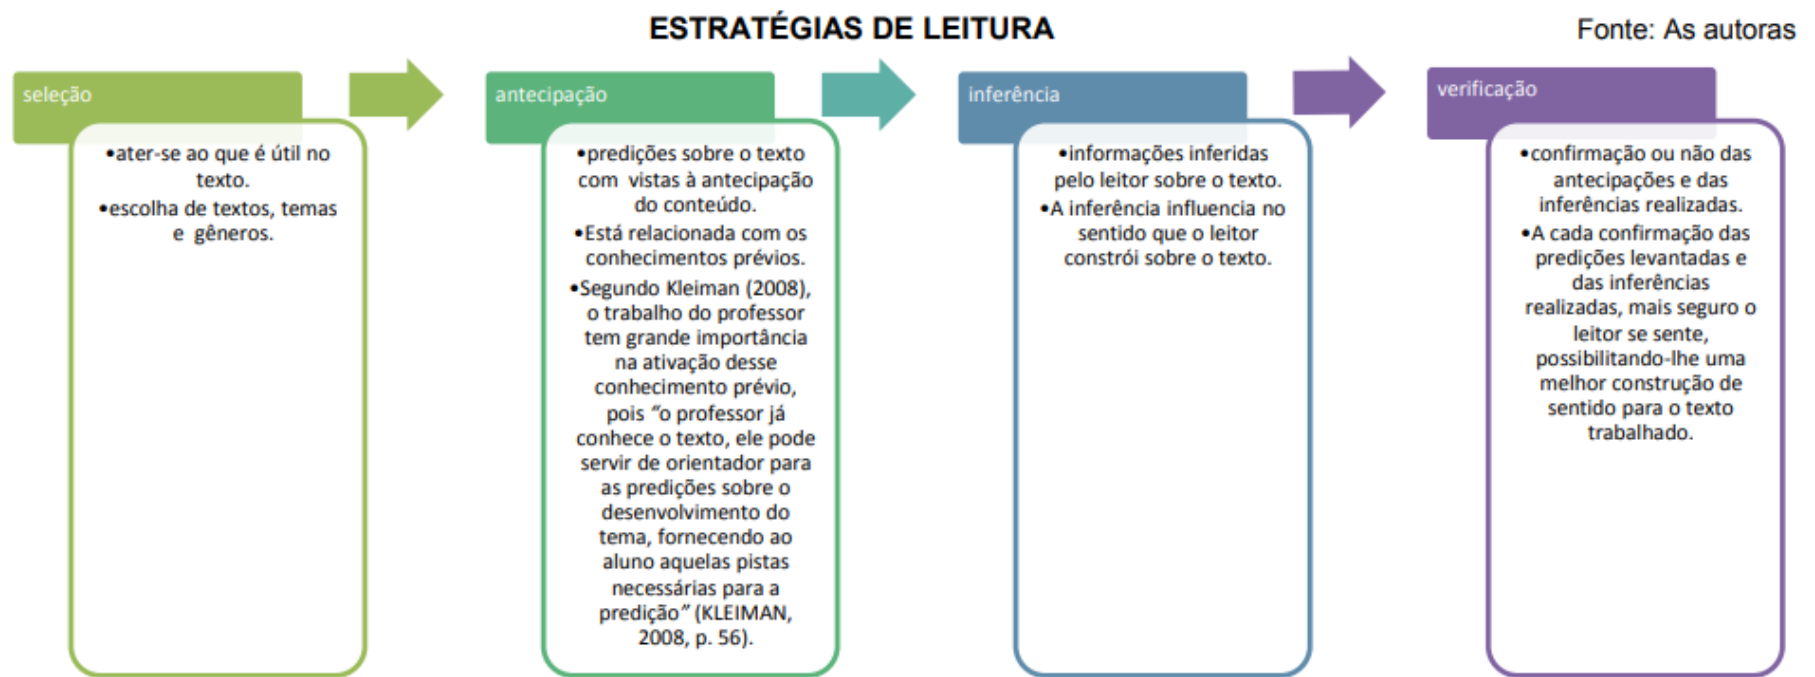 ESTRATÉGIAS DE LEITURA
Fonte: As autoras
seleção
•ater-se ao que é útil no
texto.
•escolha de textos, temas
e gêneros.
antecipação
•predições sobre o texto
com vistas à antecipação
do conteúdo.
•Está relacionada com os
conhecimentos prévios.
•Segundo Kleiman (2008),
o trabalho do professor
tem grande importância
na ativação desse
conhecimento prévio,
pois “o professor já
conhece o texto, ele pode
servir de orientador para
as predições sobre o
desenvolvimento do
tema, fornecendo ao
aluno aquelas pistas
necessárias para a
predição” (KLEIMAN,
2008, p. 56).
inferência
•informações inferidas
pelo leitor sobre o texto.
•A inferência influencia no
sentido que o leitor
constrói sobre o texto.
verificação
•confirmação ou não das
antecipações e das
inferências realizadas.
•A cada confirmação das
predições levantadas e
das inferências
realizadas, mais seguro o
leitor se sente,
possibilitando-lhe uma
melhor construção de
sentido para o texto
trabalhado.